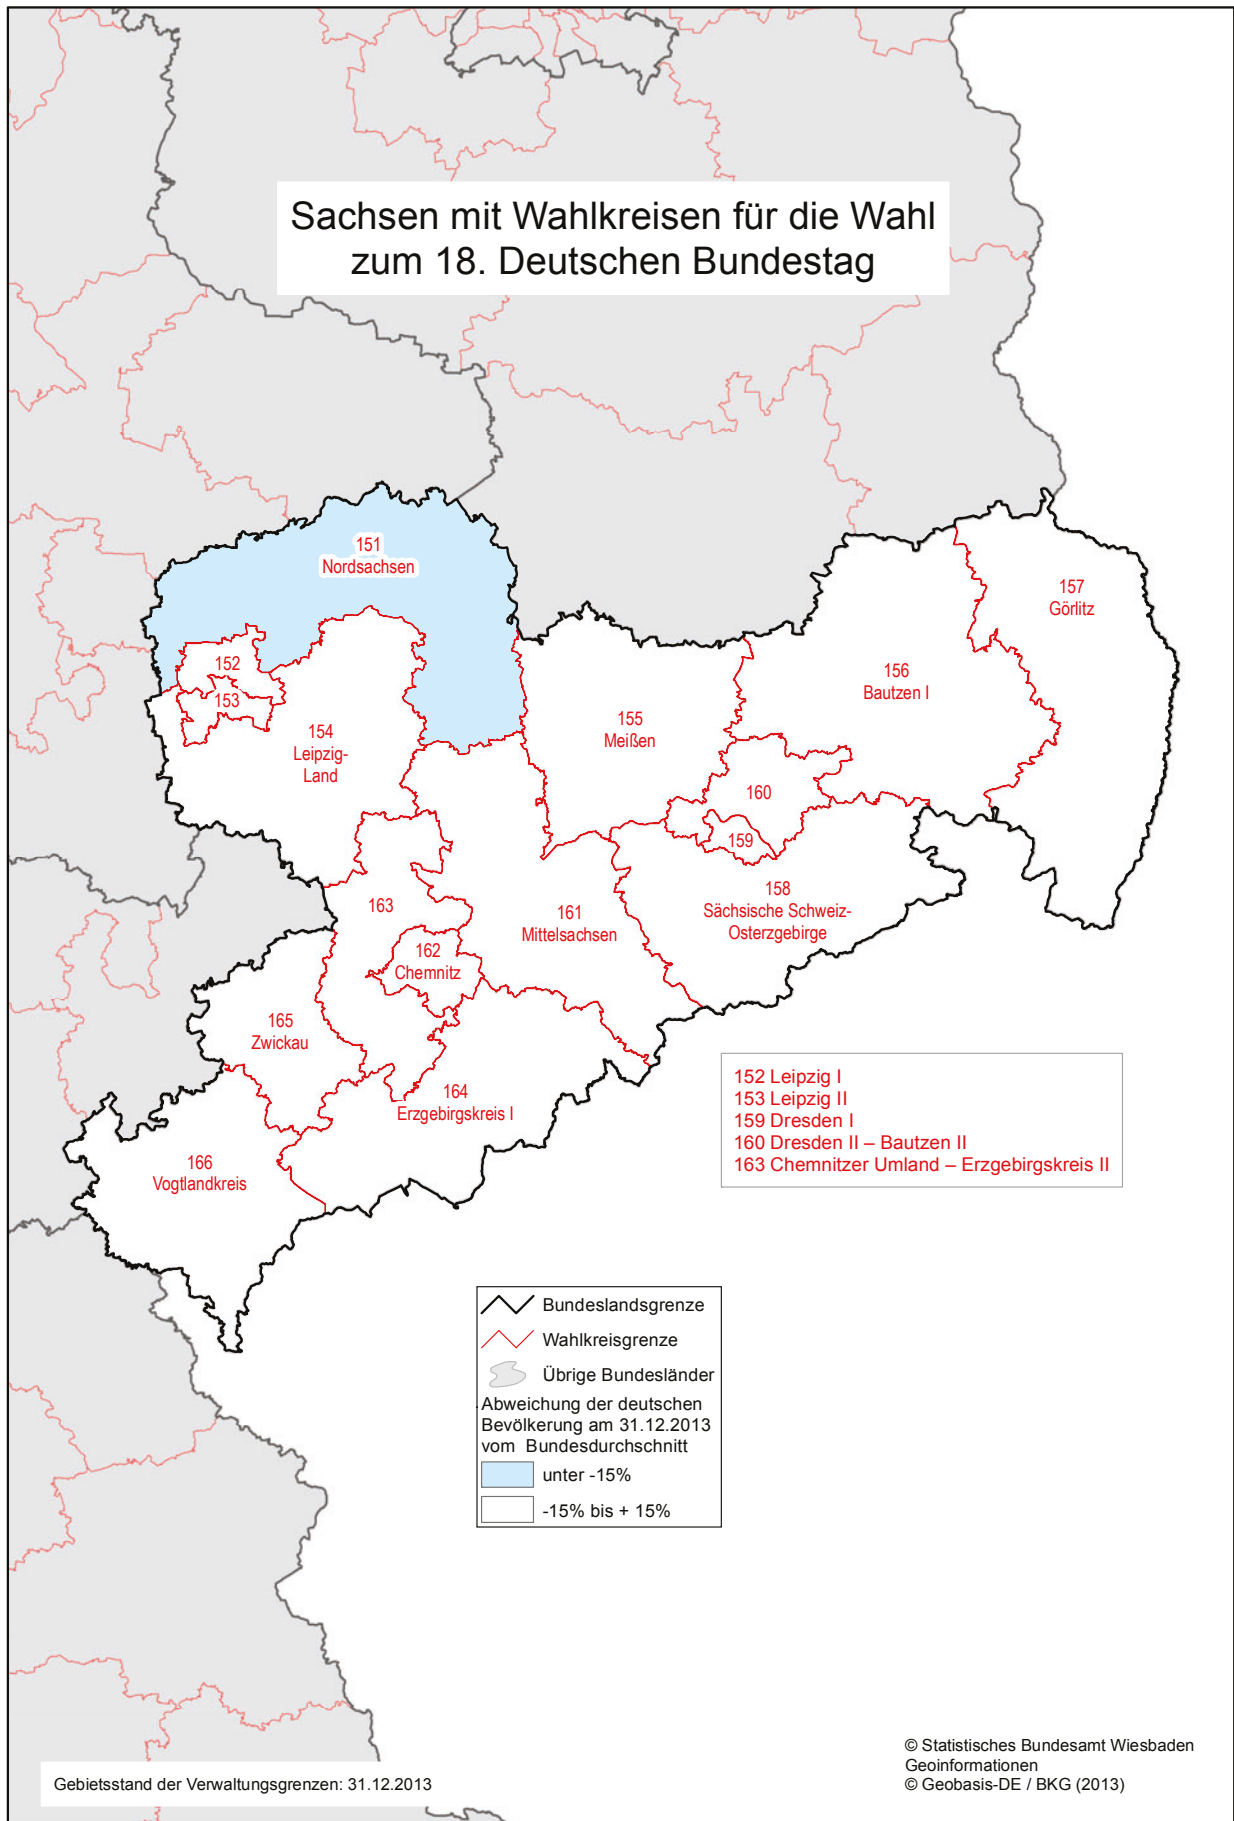 Sachsen mit Wahlkreisen für die Wahl
zum 18. Deutschen Bundestag
151
Nordsachsen
157
Görlitz
152
153
156
Bautzen I
154
Leipzig-
Land
155
Meißen
160
159
158
Sächsische Schweiz-
Osterzgebirge
163
161
Mittelsachsen
162
Chemnitz
165
Zwickau
164
Erzgebirgskreis I
166
Vogtlandkreis
152 Leipzig I
153 Leipzig II
159 Dresden I
160 Dresden II – Bautzen II
163 Chemnitzer Umland – Erzgebirgskreis II
Bundeslandsgrenze
Wahlkreisgrenze
Übrige Bundesländer
Abweichung der deutschen
Bevölkerung am 31.12.2013
vom Bundesdurchschnitt
unter -15%
-15% bis + 15%
Gebietsstand der Verwaltungsgrenzen: 31.12.2013
© Statistisches Bundesamt Wiesbaden
Geoinformationen
© Geobasis-DE / BKG (2013)